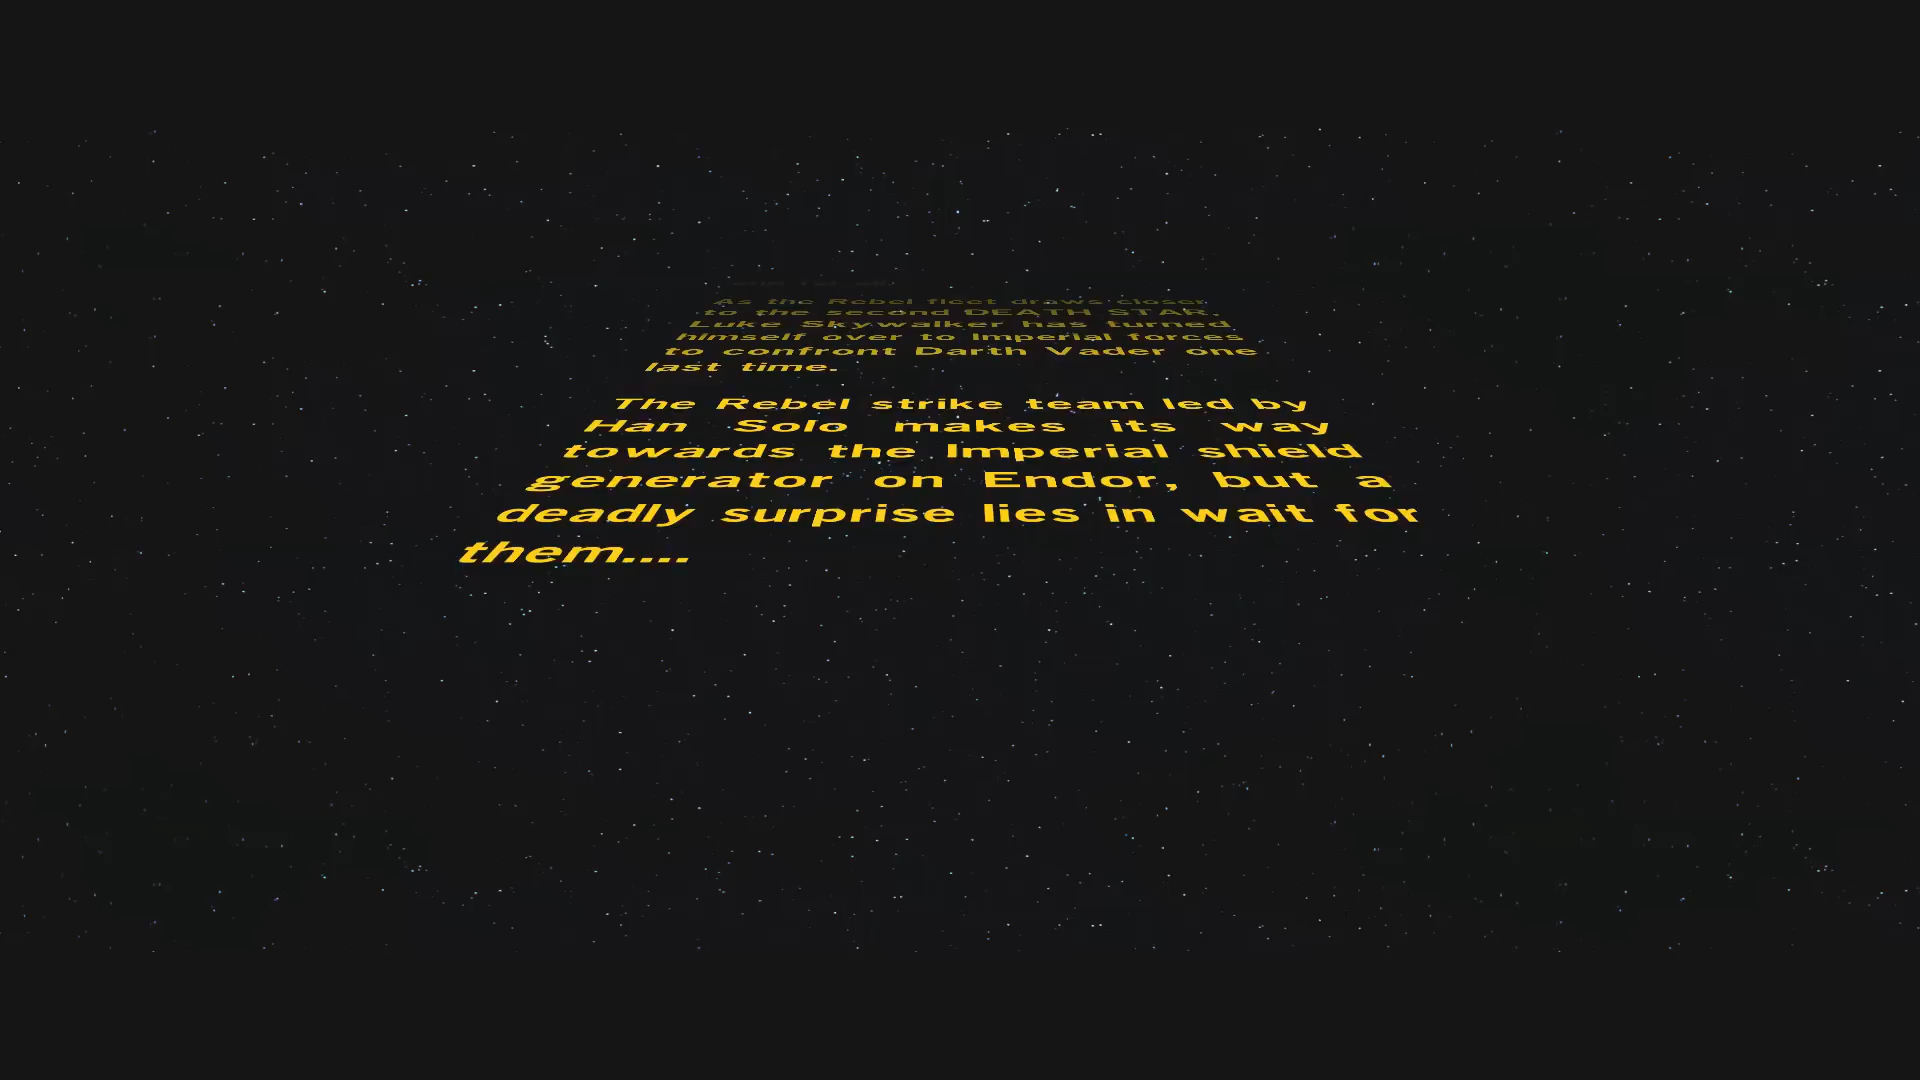 As the Rebel fleet draws closer
to the second DEATH STAR,
Luke Skywalker has turned
himself over to Imperial forces
to confront Darth Vader one
last time.
The Rebel strike team led by
Han Solo makes its way
towards the Imperial shield
generator on Endor, but a
deadly surprise lies in wait for
them....